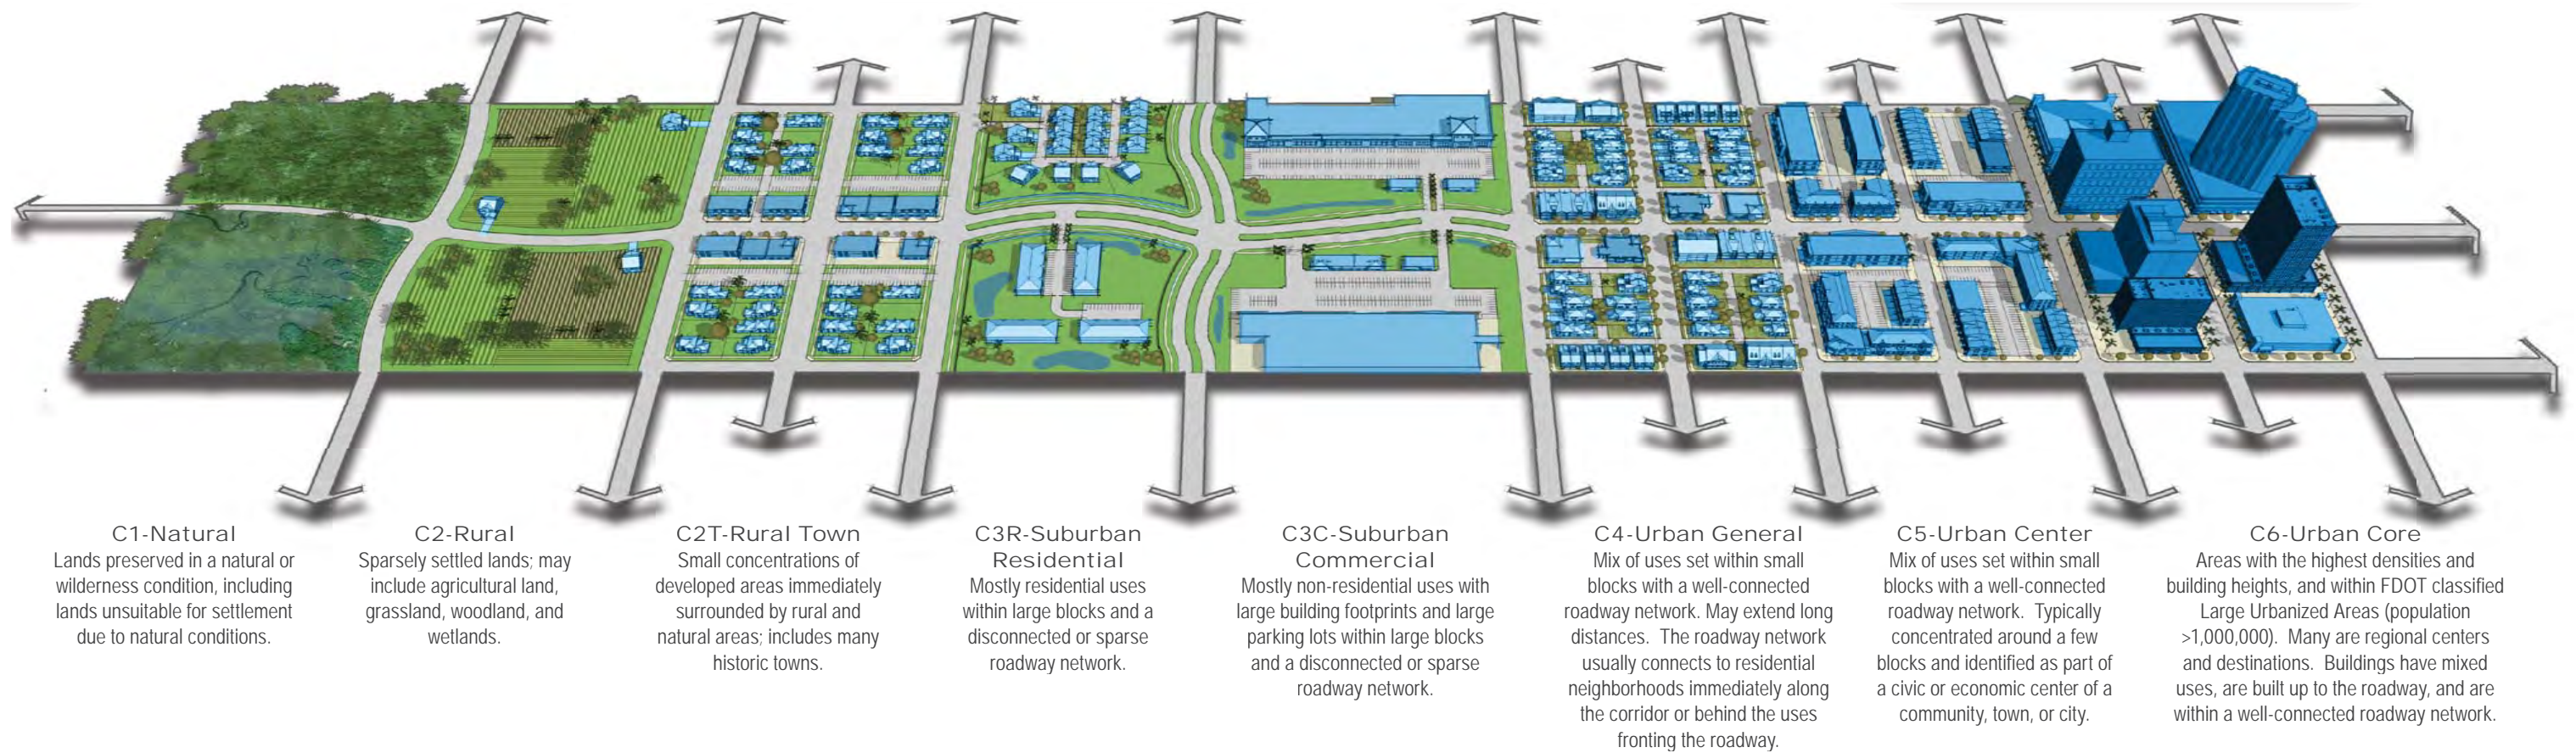 C1-Natural
Lands preserved in a natural or
wilderness condition, including
lands unsuitable for settlement
due to natural conditions.
C2-Rural
Sparsely settled lands; may
include agricultural land,
grassland, woodland, and
wetlands.
C2T-Rural Town
Small concentrations of
developed areas immediately
surrounded by rural and
natural areas; includes many
historic towns.
C3R-Suburban
Residential
Mostly residential uses
within large blocks and a
disconnected or sparse
roadway network.
C3C-Suburban
Commercial
Mostly non-residential uses with
large building footprints and large
parking lots within large blocks
and a disconnected or sparse
roadway network.
C4-Urban General
Mix of uses set within small
blocks with a well-connected
roadway network. May extend long
distances. The roadway network
usually connects to residential
neighborhoods immediately along
the corridor or behind the uses
fronting the roadway.
C5-Urban Center
Mix of uses set within small
blocks with a well-connected
roadway network. Typically
concentrated around a few
blocks and identified as part of
a civic or economic center of a
community, town, or city.
C6-Urban Core
Areas with the highest densities and
building heights, and within FDOT classified
Large Urbanized Areas (population
>1,000,000). Many are regional centers
and destinations. Buildings have mixed
uses, are built up to the roadway, and are
within a well-connected roadway network.